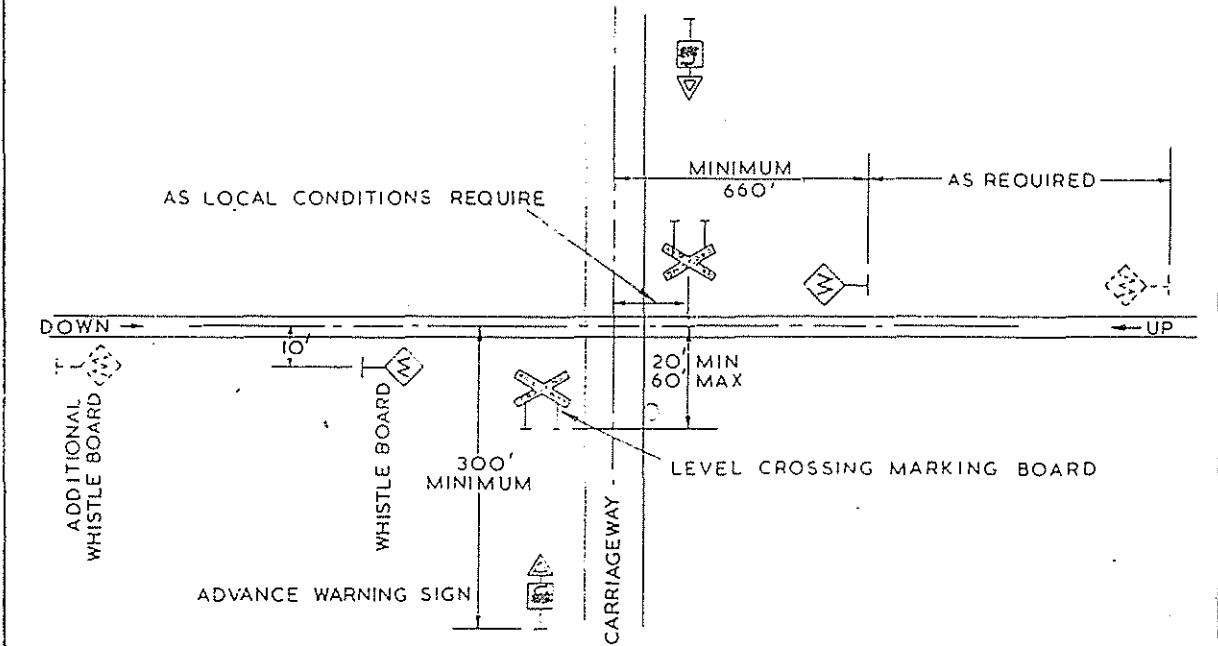 MINIMUM
660'
AS REQUIRED
AS LOCAL CONDITIONS REQUIRE
W
W
DOWN
UP
10'
20' MIN
60' MAX
W
W
ADDITIONAL
WHISTLE BOARD
WHISTLE BOARD
300'
MINIMUM
LEVEL CROSSING MARKING BOARD
ADVANCE WARNING SIGN
CARRIAGEWAY